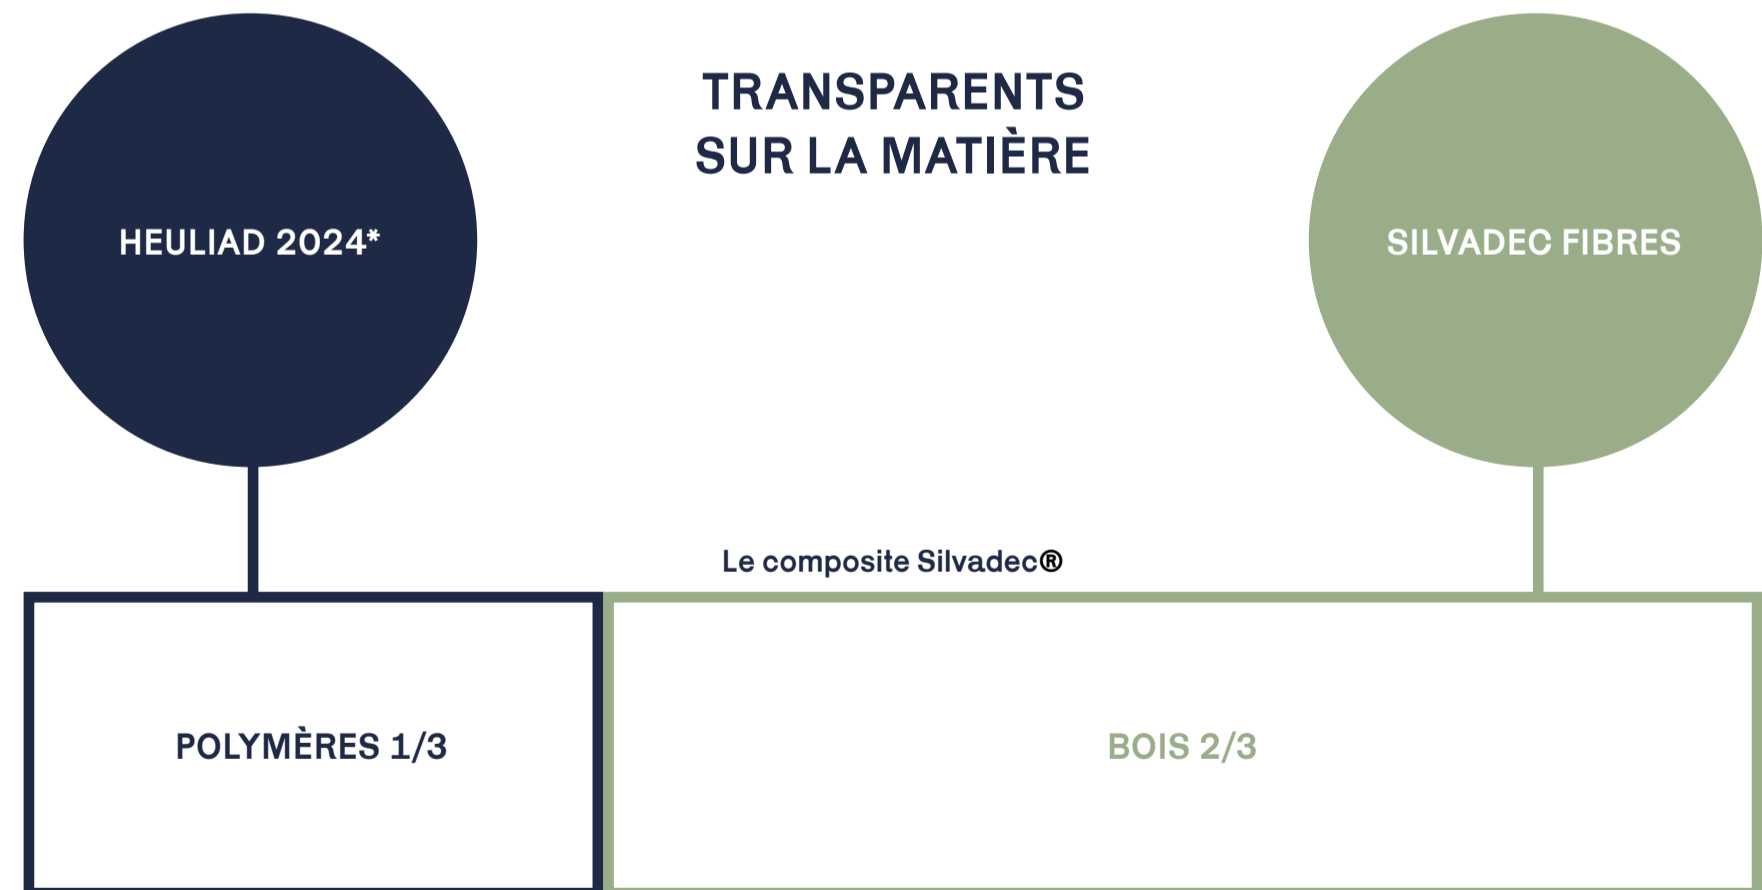 TRANSPARENTS
SUR LA MATIÈRE
HEULIAD 2024*
SILVADEC FIBRES
Le composite Silvadec®
POLYMÈRES 1/3
BOIS 2/3